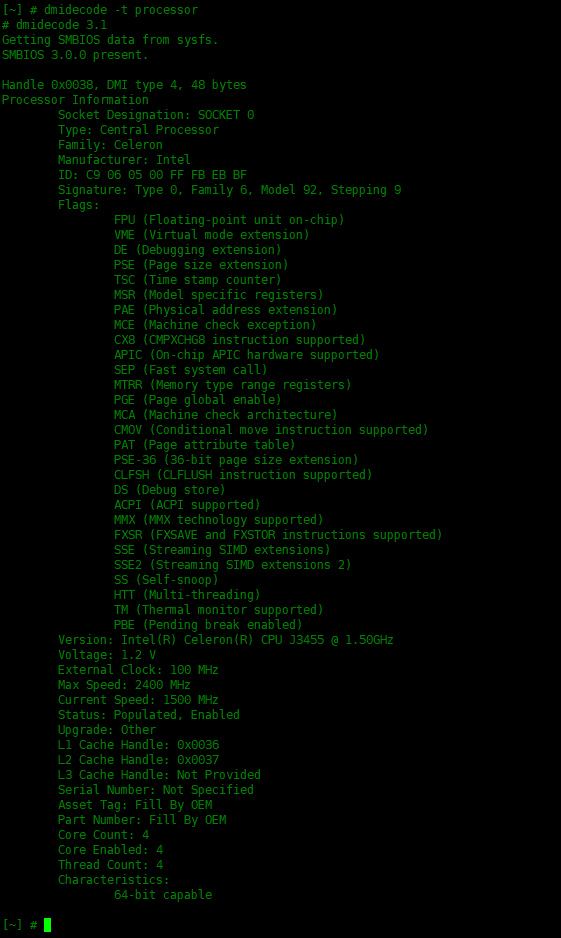 [~] # dmidecode -t processor
# dmidecode 3.1
Getting SMBIOS data from sysfs.
SMBIOS 3.0.0 present.
Handle 0x0038, DMI type 4, 48 bytes
Processor Information
Socket Designation: SOCKET 0
Type: Central Processor
Family: Celeron
Manufacturer: Intel
ID: C9 06 05 00 FF FB EB BF
Signature: Type 0, Family 6, Model 92, Stepping 9
Flags:
FPU (Floating-point unit on-chip)
VME (Virtual mode extension)
DE (Debugging extension)
PSE (Page size extension)
TSC (Time stamp counter)
MSR (Model specific registers)
PAE (Physical address extension)
MCE (Machine check exception)
CX8 (CMPXCHG8 instruction supported)
APIC (On-chip APIC hardware supported)
SEP (Fast system call)
MTRR (Memory type range registers)
PGE (Page global enable)
MCA (Machine check architecture)
CMOV (Conditional move instruction supported)
PAT (Page attribute table)
PSE-36 (36-bit page size extension)
CLFSH (CLFLUSH instruction supported)
DS (Debug store)
ACPI (ACPI supported)
MMX (MMX technology supported)
FXSR (FXSAVE and FXSTOR instructions supported)
SSE (Streaming SIMD extensions)
SSE2 (Streaming SIMD extensions 2)
SS (Self-snoop)
HTT (Multi-threading)
TM (Thermal monitor supported)
PBE (Pending break enabled)
Version: Intel(R) Celeron(R) CPU J3455 @ 1.50GHz
Voltage: 1.2 V
External Clock: 100 MHz
Max Speed: 2400 MHz
Current Speed: 1500 MHz
Status: Populated, Enabled
Upgrade: Other
L1 Cache Handle: 0x0036
L2 Cache Handle: 0x0037
L3 Cache Handle: Not Provided
Serial Number: Not Specified
Asset Tag: Fill By OEM
Part Number: Fill By OEM
Core Count: 4
Core Enabled: 4
Thread Count: 4
Characteristics:
64-bit capable
[~] #